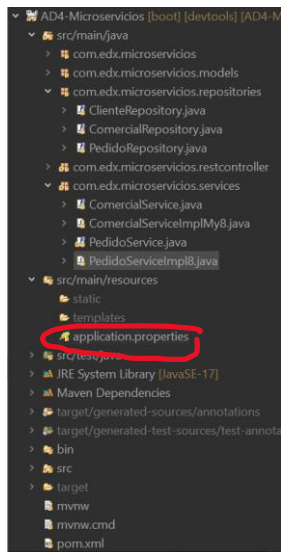 AD4-Microservicios [boot] [devtools] [AD4-M
src/main/java
com.edx.microservicios
com.edx.microservicios.models
com.edx.microservicios.repositories
ClienteRepository.java
ComercialRepository.java
PedidoRepository.java
com.edx.microservicios.restcontroller
com.edx.microservicios.services
ComercialService.java
ComercialServiceImplMy8.java
PedidoService.java
PedidoServiceImpl8.java
src/main/resources
static
templates
application.properties
src/test/java
JRE System Library [JavaSE-17]
Maven Dependencies
target/generated-sources/annotations
target/generated-test-sources/test-annota
bin
src
target
mvnw
mvnw.cmd
pom.xml